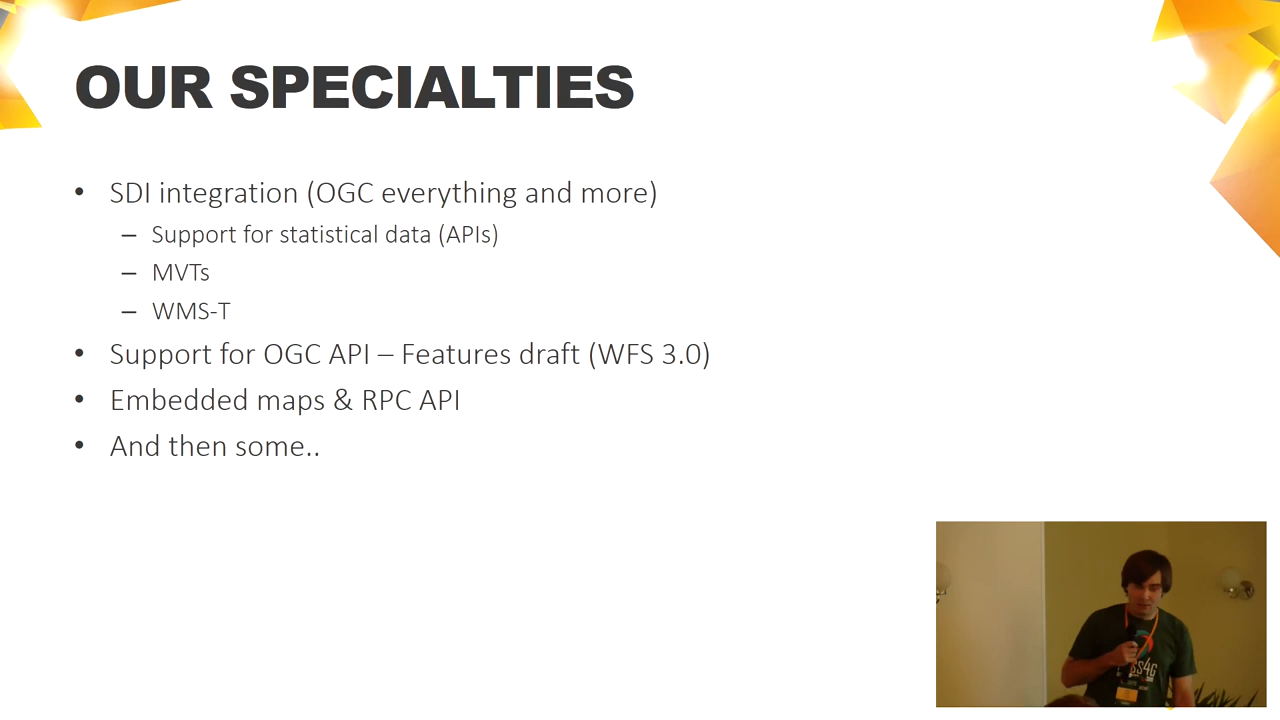 OUR SPECIALTIES
• SDI integration (OGC everything and more)
– Support for statistical data (APIs)
– MVTs
– WMS-T
• Support for OGC API – Features draft (WFS 3.0)
• Embedded maps & RPC API
• And then some..